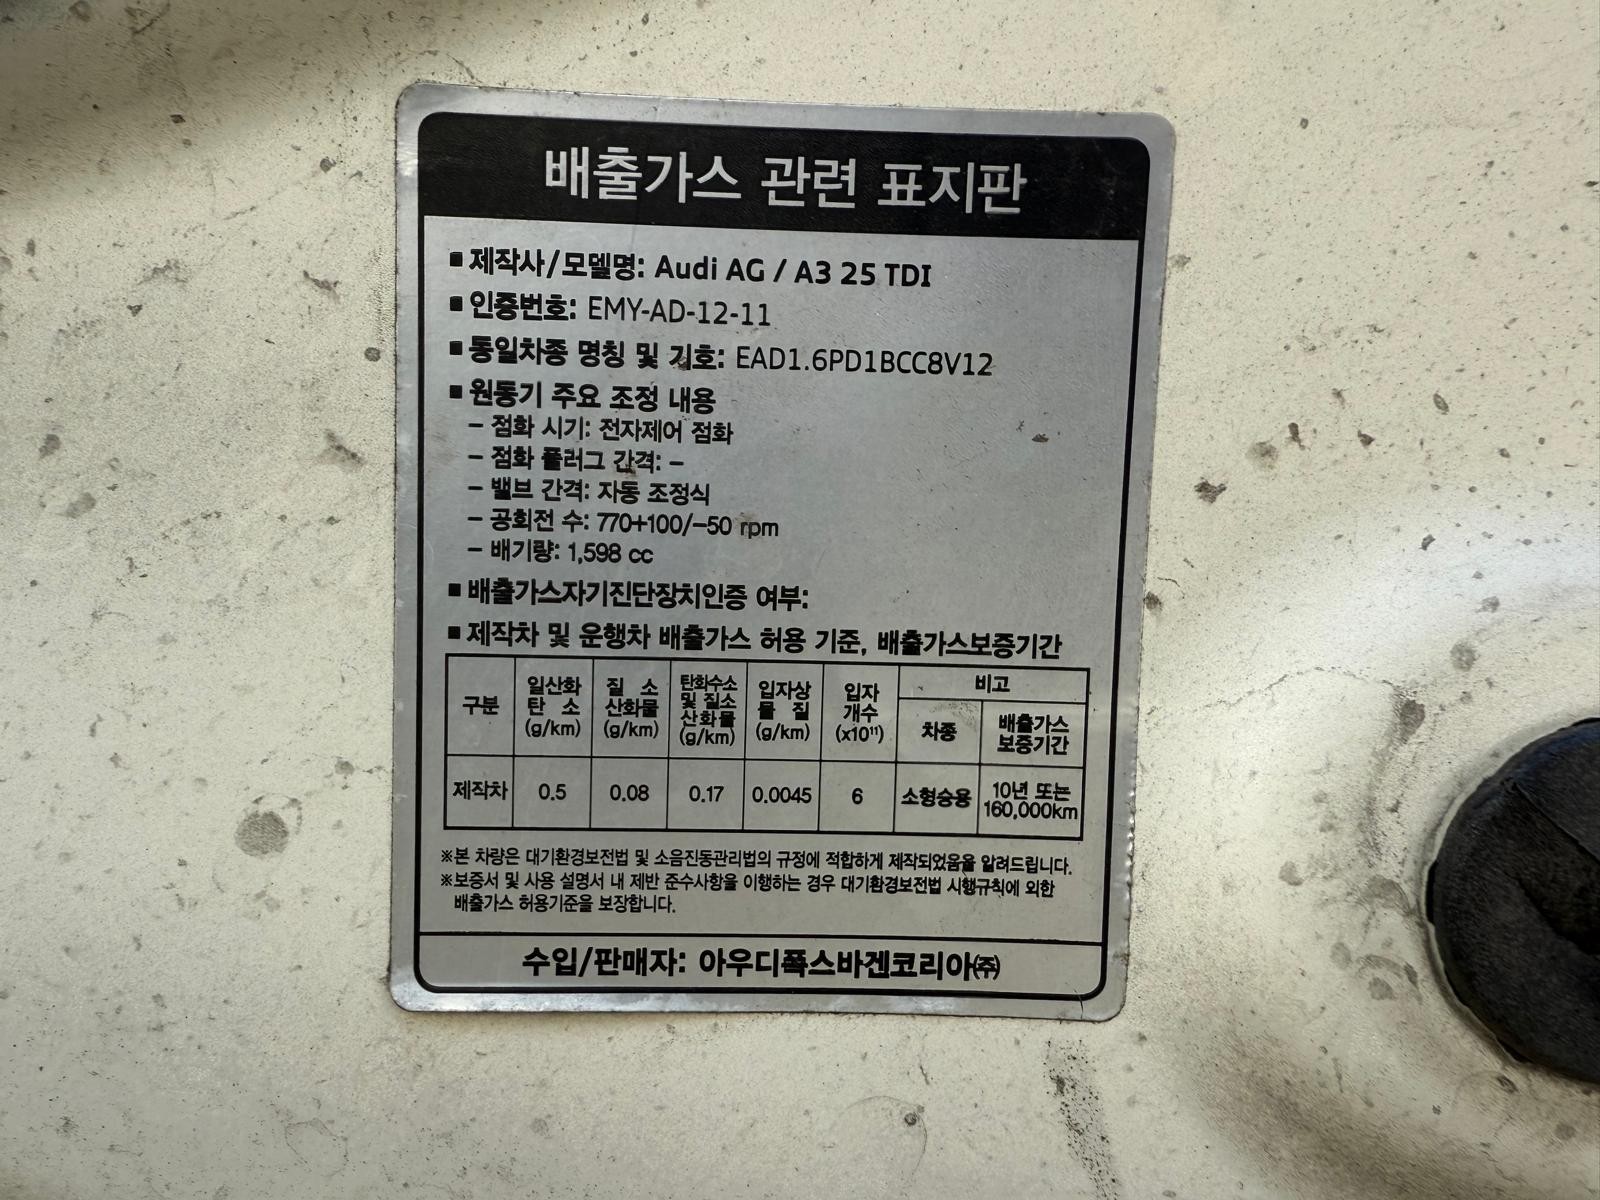 배출가스 관련 표지판
■ 제작사/모델명: Audi AG / A3 25 TDI
■ 인증번호: EMY-AD-12-11
■ 동일차종 명칭 및 기호: EAD1.6PD1BCC8V12
■ 원동기 주요 조정 내용
– 점화 시기: 전자제어 점화
– 점화 플러그 간격: –
– 밸브 간격: 자동 조정식
– 공회전 수: 770+100/−50 rpm
– 배기량: 1,598 cc
■ 배출가스자기진단장치인증 여부:
■ 제작차 및 운행차 배출가스 허용 기준, 배출가스보증기간
구분 일산화탄소 (g/km) 질소산화물 (g/km) 탄화수소 및 질소산화물 (g/km) 입자상물질 (g/km) 입자개수 (x10¹¹) 비고
차종 배출가스 보증기간
제작차 0.5 0.08 0.17 0.0045 6 소형승용 10년 또는 160,000km
※본 차량은 대기환경보전법 및 소음진동관리법의 규정에 적합하게 제작되었음을 알려드립니다.
※보증서 및 사용 설명서 내 제반 준수사항을 이행하는 경우 대기환경보전법 시행규칙에 의한
배출가스 허용기준을 보장합니다.
수입/판매자: 아우디폭스바겐코리아㈜